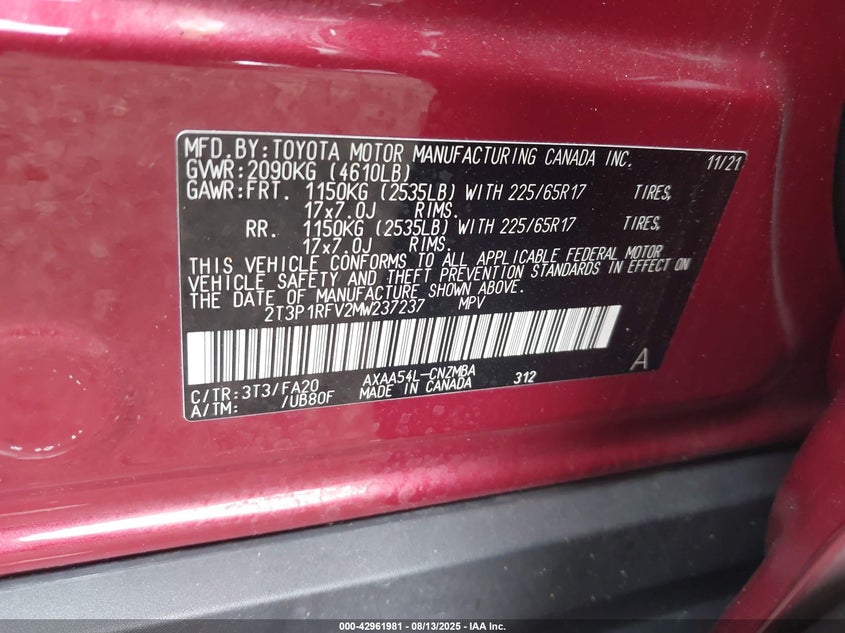 MFD.BY:TOYOTA MOTOR MANUFACTURING CANADA INC. 11/21
GVWR:2090KG (4610LB)
GAWR:FRT. 1150KG (2535LB) WITH 225/65R17 TIRES,
17x7.0J RIMS.
RR. 1150KG (2535LB) WITH 225/65R17 TIRES,
17x7.0J RIMS.
THIS VEHICLE CONFORMS TO ALL APPLICABLE FEDERAL MOTOR
VEHICLE SAFETY AND THEFT PREVENTION STANDARDS IN EFFECT ON
THE DATE OF MANUFACTURE SHOWN ABOVE.
2T3P1RFV2MW237237 MPV
A
C/TR:3T3/FA20 AXAA54L-CNZMBA 312
A/TM: /UB80F MADE IN CANADA
000-42961981 - 08/13/2025 - IAA Inc.